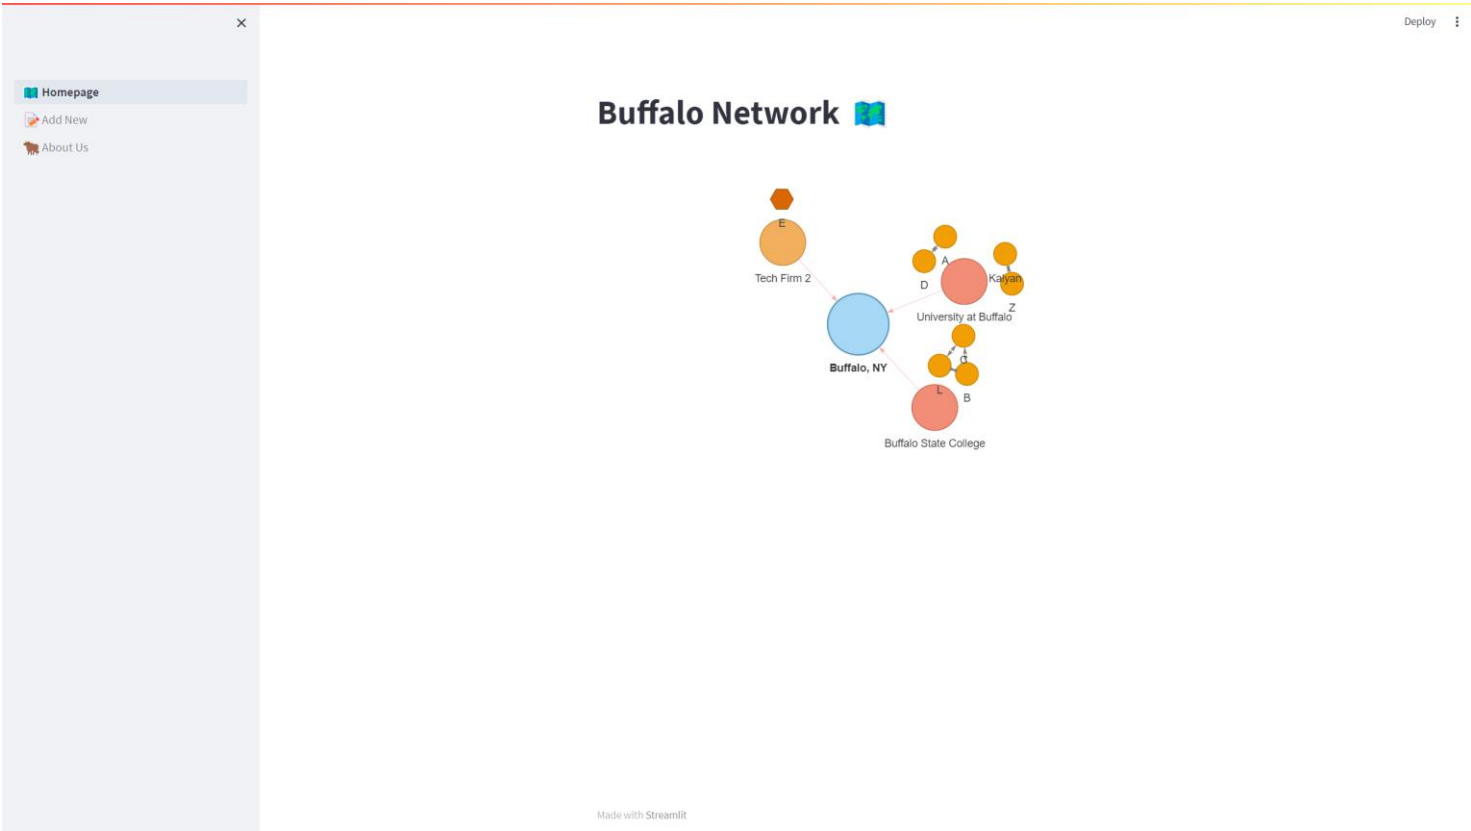 Deploy
Homepage
Add New
About Us
Buffalo Network
E
Tech Firm 2
A
D
Kalyan
Z
University at Buffalo
G
Buffalo, NY
L
B
Buffalo State College
Made with Streamlit